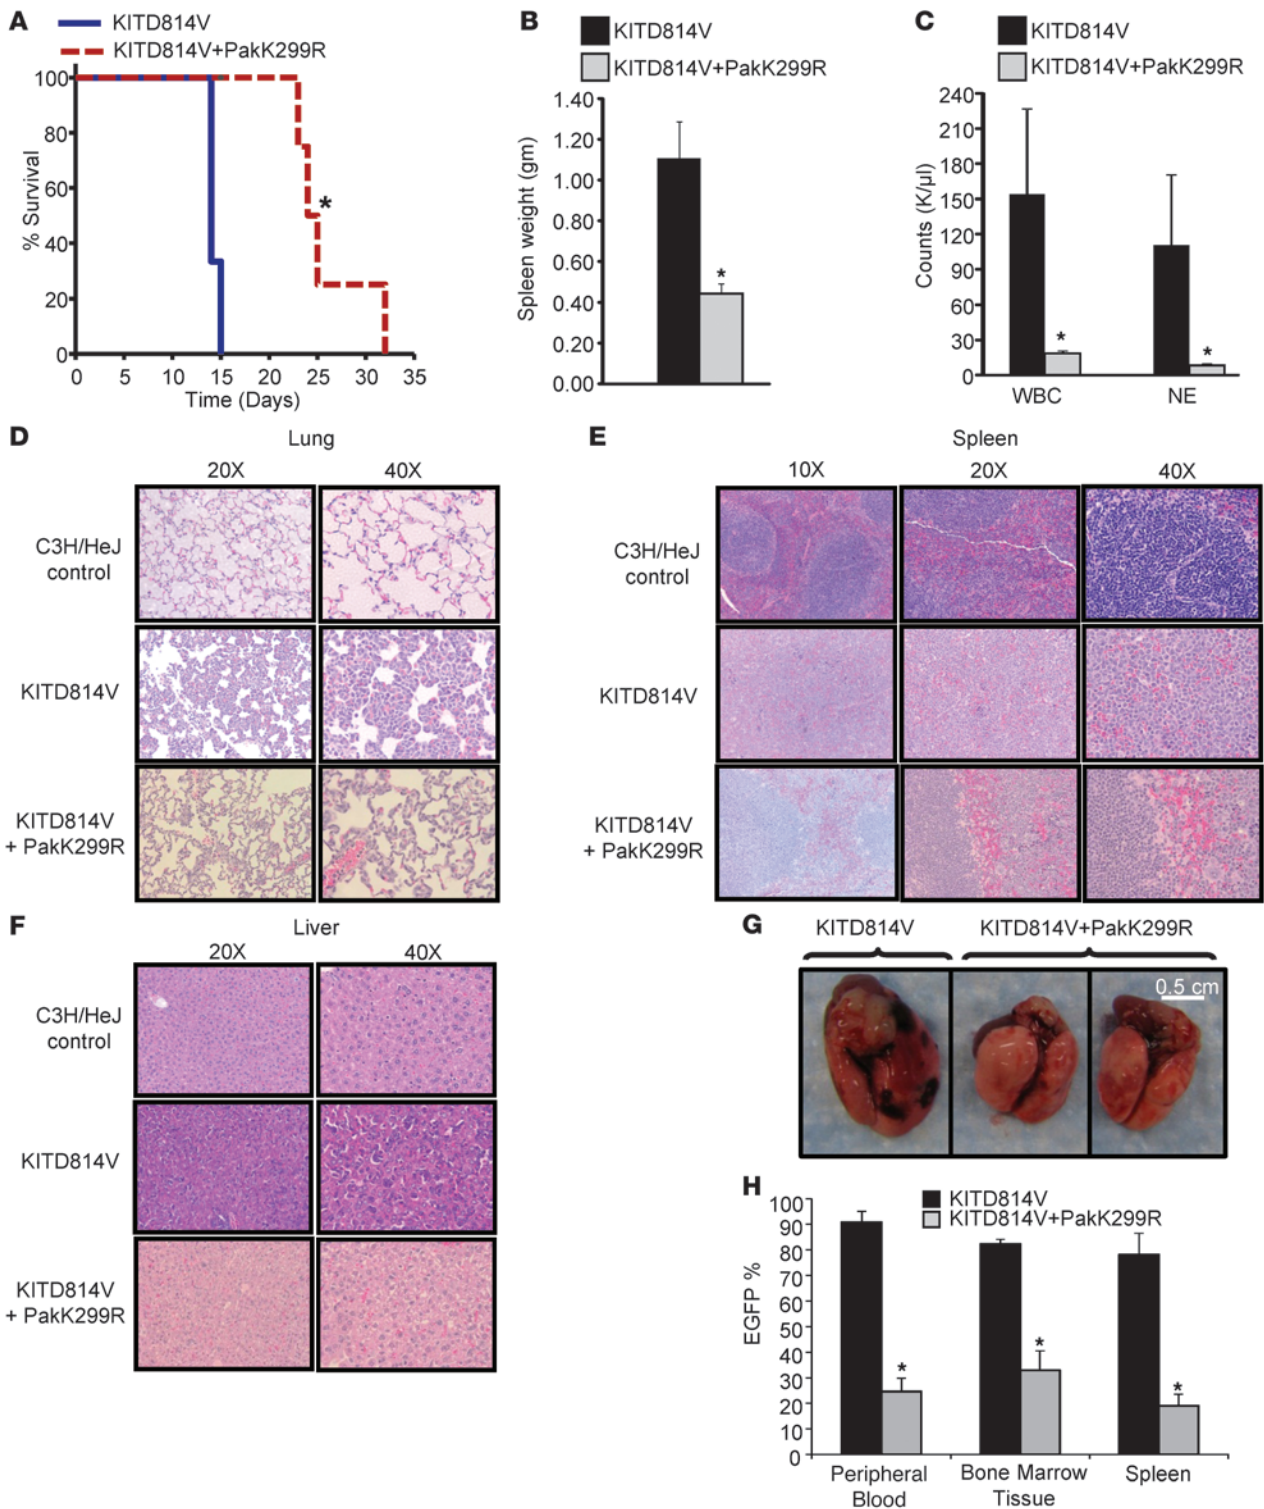 A
KITD814V
KITD814V+PakK299R
100
80
60
40
20
0
% Survival
*
0 5 10 15 20 25 30 35
Time (Days)
B
KITD814V
KITD814V+PakK299R
1.40
1.20
1.00
0.80
0.60
0.40
0.20
0.00
Spleen weight (gm)
*
C
KITD814V
KITD814V+PakK299R
240
210
180
150
120
90
60
30
0
Counts (K/µl)
* *
WBC NE
D
Lung
20X 40X
C3H/HeJ
control
KITD814V
KITD814V
+ PakK299R
E
Spleen
10X 20X 40X
C3H/HeJ
control
KITD814V
KITD814V
+ PakK299R
F
Liver
20X 40X
C3H/HeJ
control
KITD814V
KITD814V
+ PakK299R
G
KITD814V KITD814V+PakK299R
0.5 cm
H
KITD814V
KITD814V+PakK299R
100
90
80
70
60
50
40
30
20
10
0
EGFP %
* * *
Peripheral
Blood
Bone Marrow
Tissue
Spleen